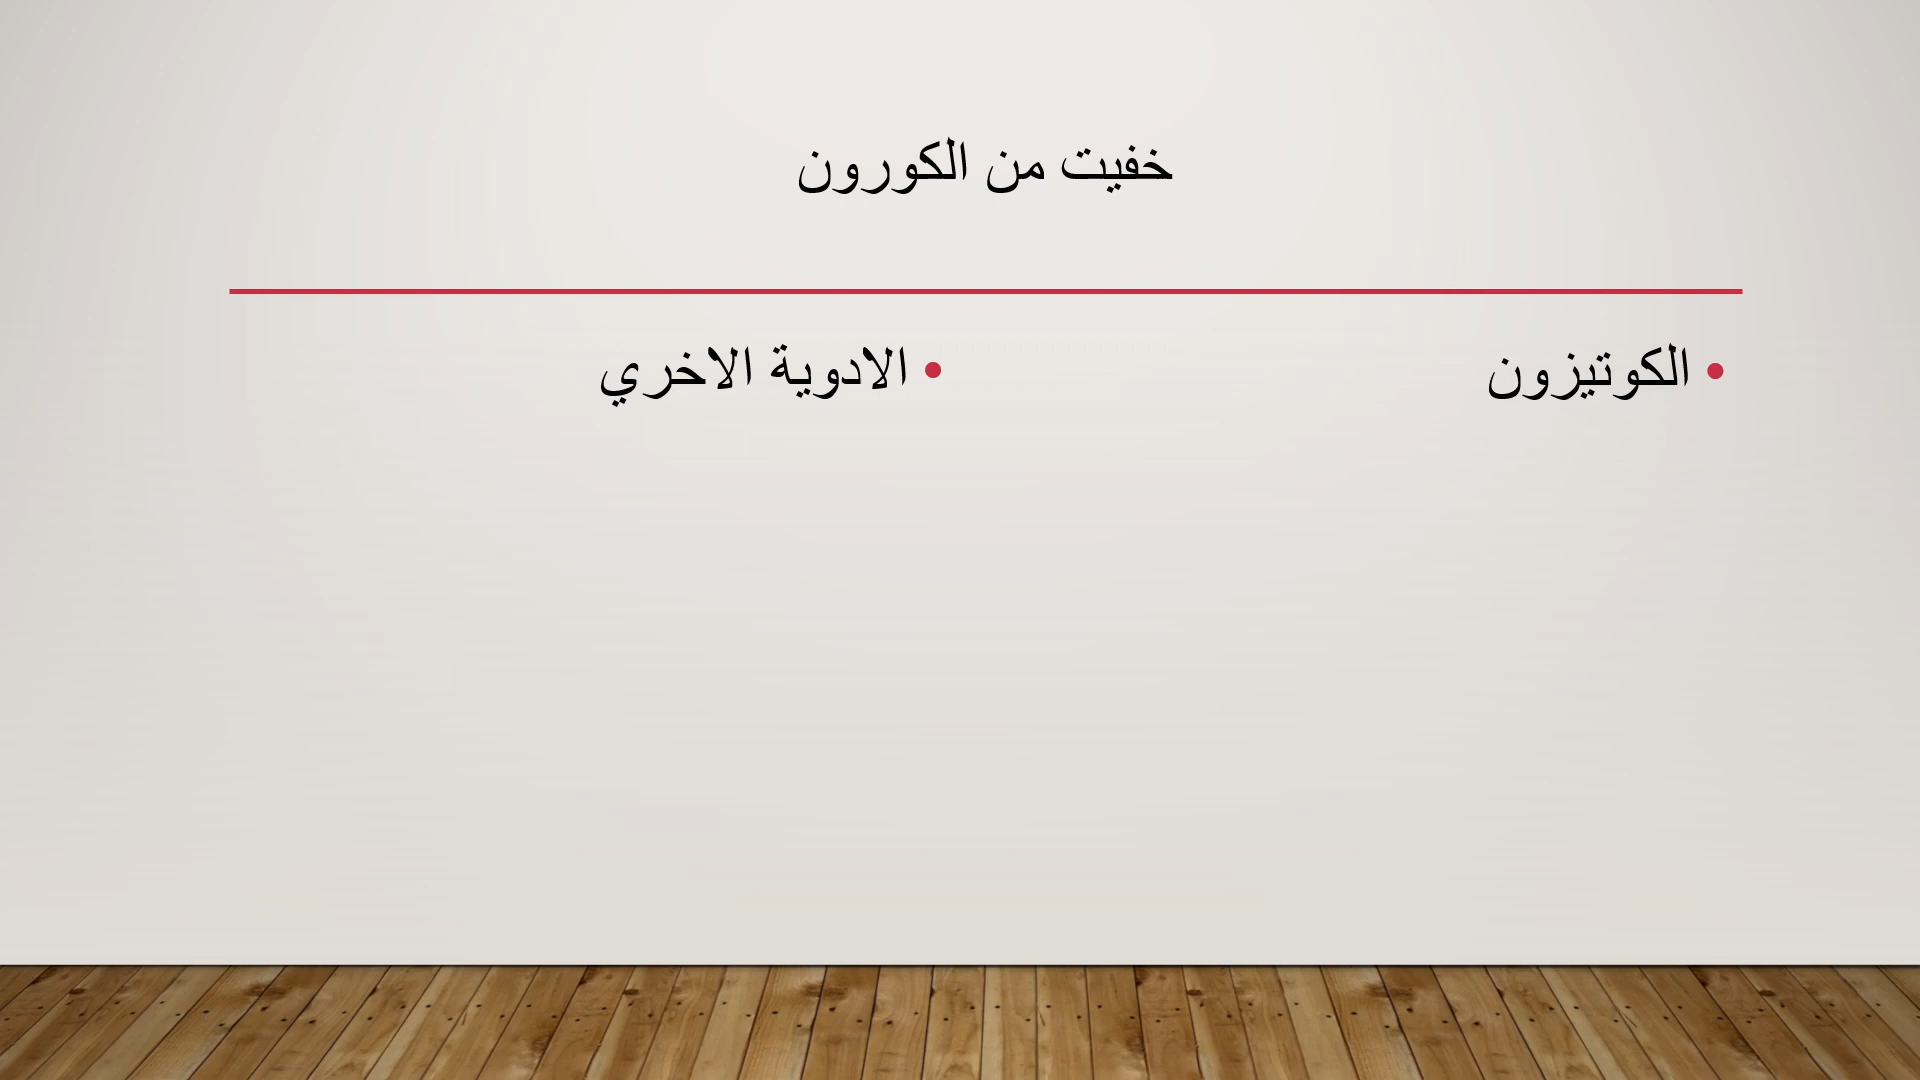 خفيت من الكورون
• الكوتيزون
• الادوية الاخري